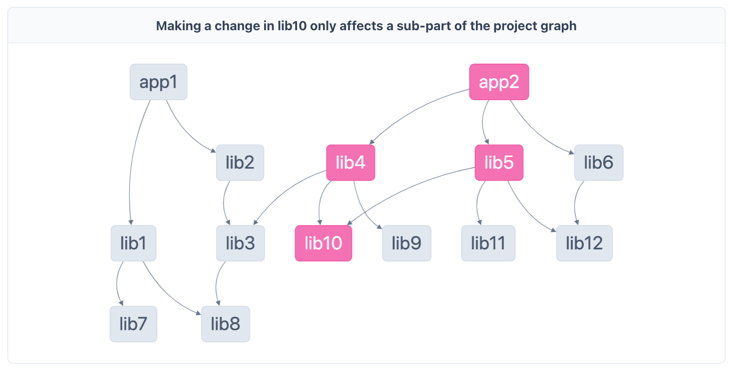 Making a change in lib10 only affects a sub-part of the project graph
app1
app2
lib2
lib4
lib5
lib6
lib1
lib3
lib10
lib9
lib11
lib12
lib7
lib8